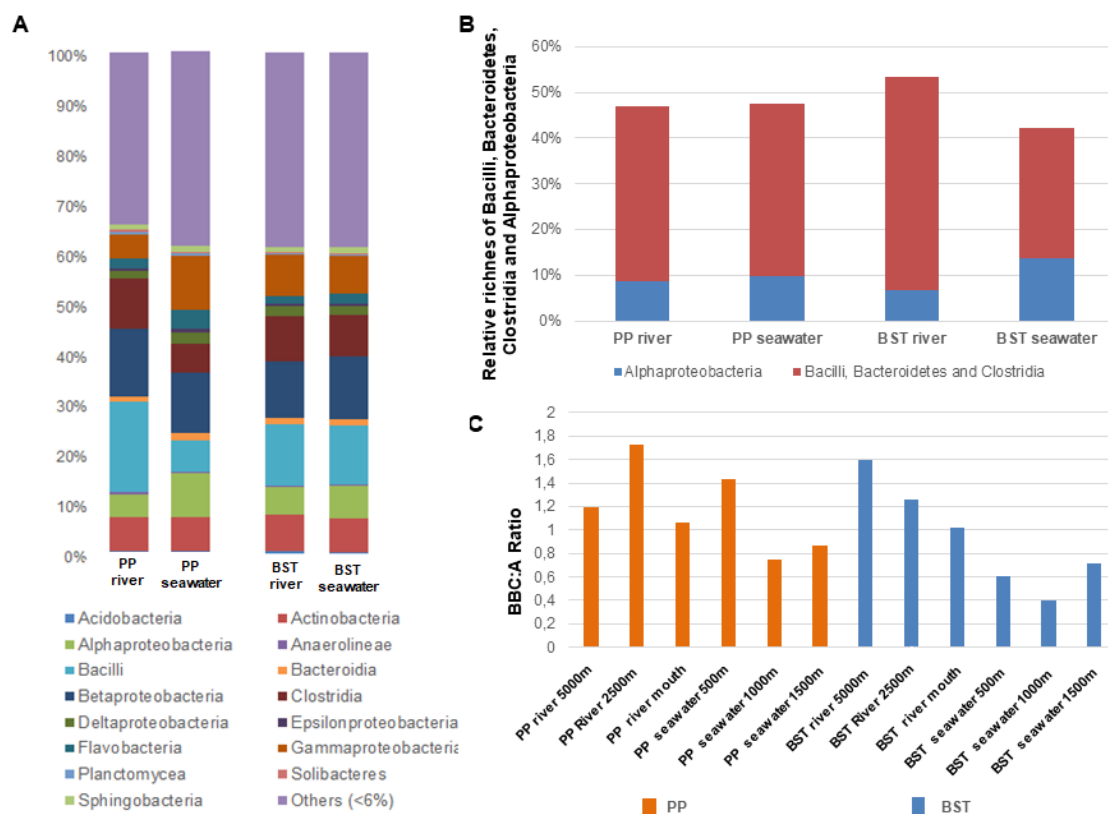 A
100%
90%
80%
70%
60%
50%
40%
30%
20%
10%
0%
PP
river
PP
seawater
BST
river
BST
seawater
Acidobacteria
Actinobacteria
Alphaproteobacteria
Anaerolineae
Bacilli
Bacteroidia
Betaproteobacteria
Clostridia
Deltaproteobacteria
Epsilonproteobacteria
Flavobacteria
Gammaproteobacteria
Planctomycea
Solibacteres
Sphingobacteria
Others (<6%)
B
Relative richnes of Bacilli, Bacteroidetes,
Clostridia and Alphaproteobacteria
60%
50%
40%
30%
20%
10%
0%
PP river
PP seawater
BST river
BST seawater
Alphaproteobacteria
Bacilli, Bacteroidetes and Clostridia
C
BBC:A Ratio
2
1,8
1,6
1,4
1,2
1
0,8
0,6
0,4
0,2
0
PP river 5000m
PP River 2500m
PP river mouth
PP seawater 500m
PP seawater 1000m
PP seawater 1500m
BST river 5000m
BST River 2500m
BST river mouth
BST seawater 500m
BST seawater 1000m
BST seawater 1500m
PP
BST